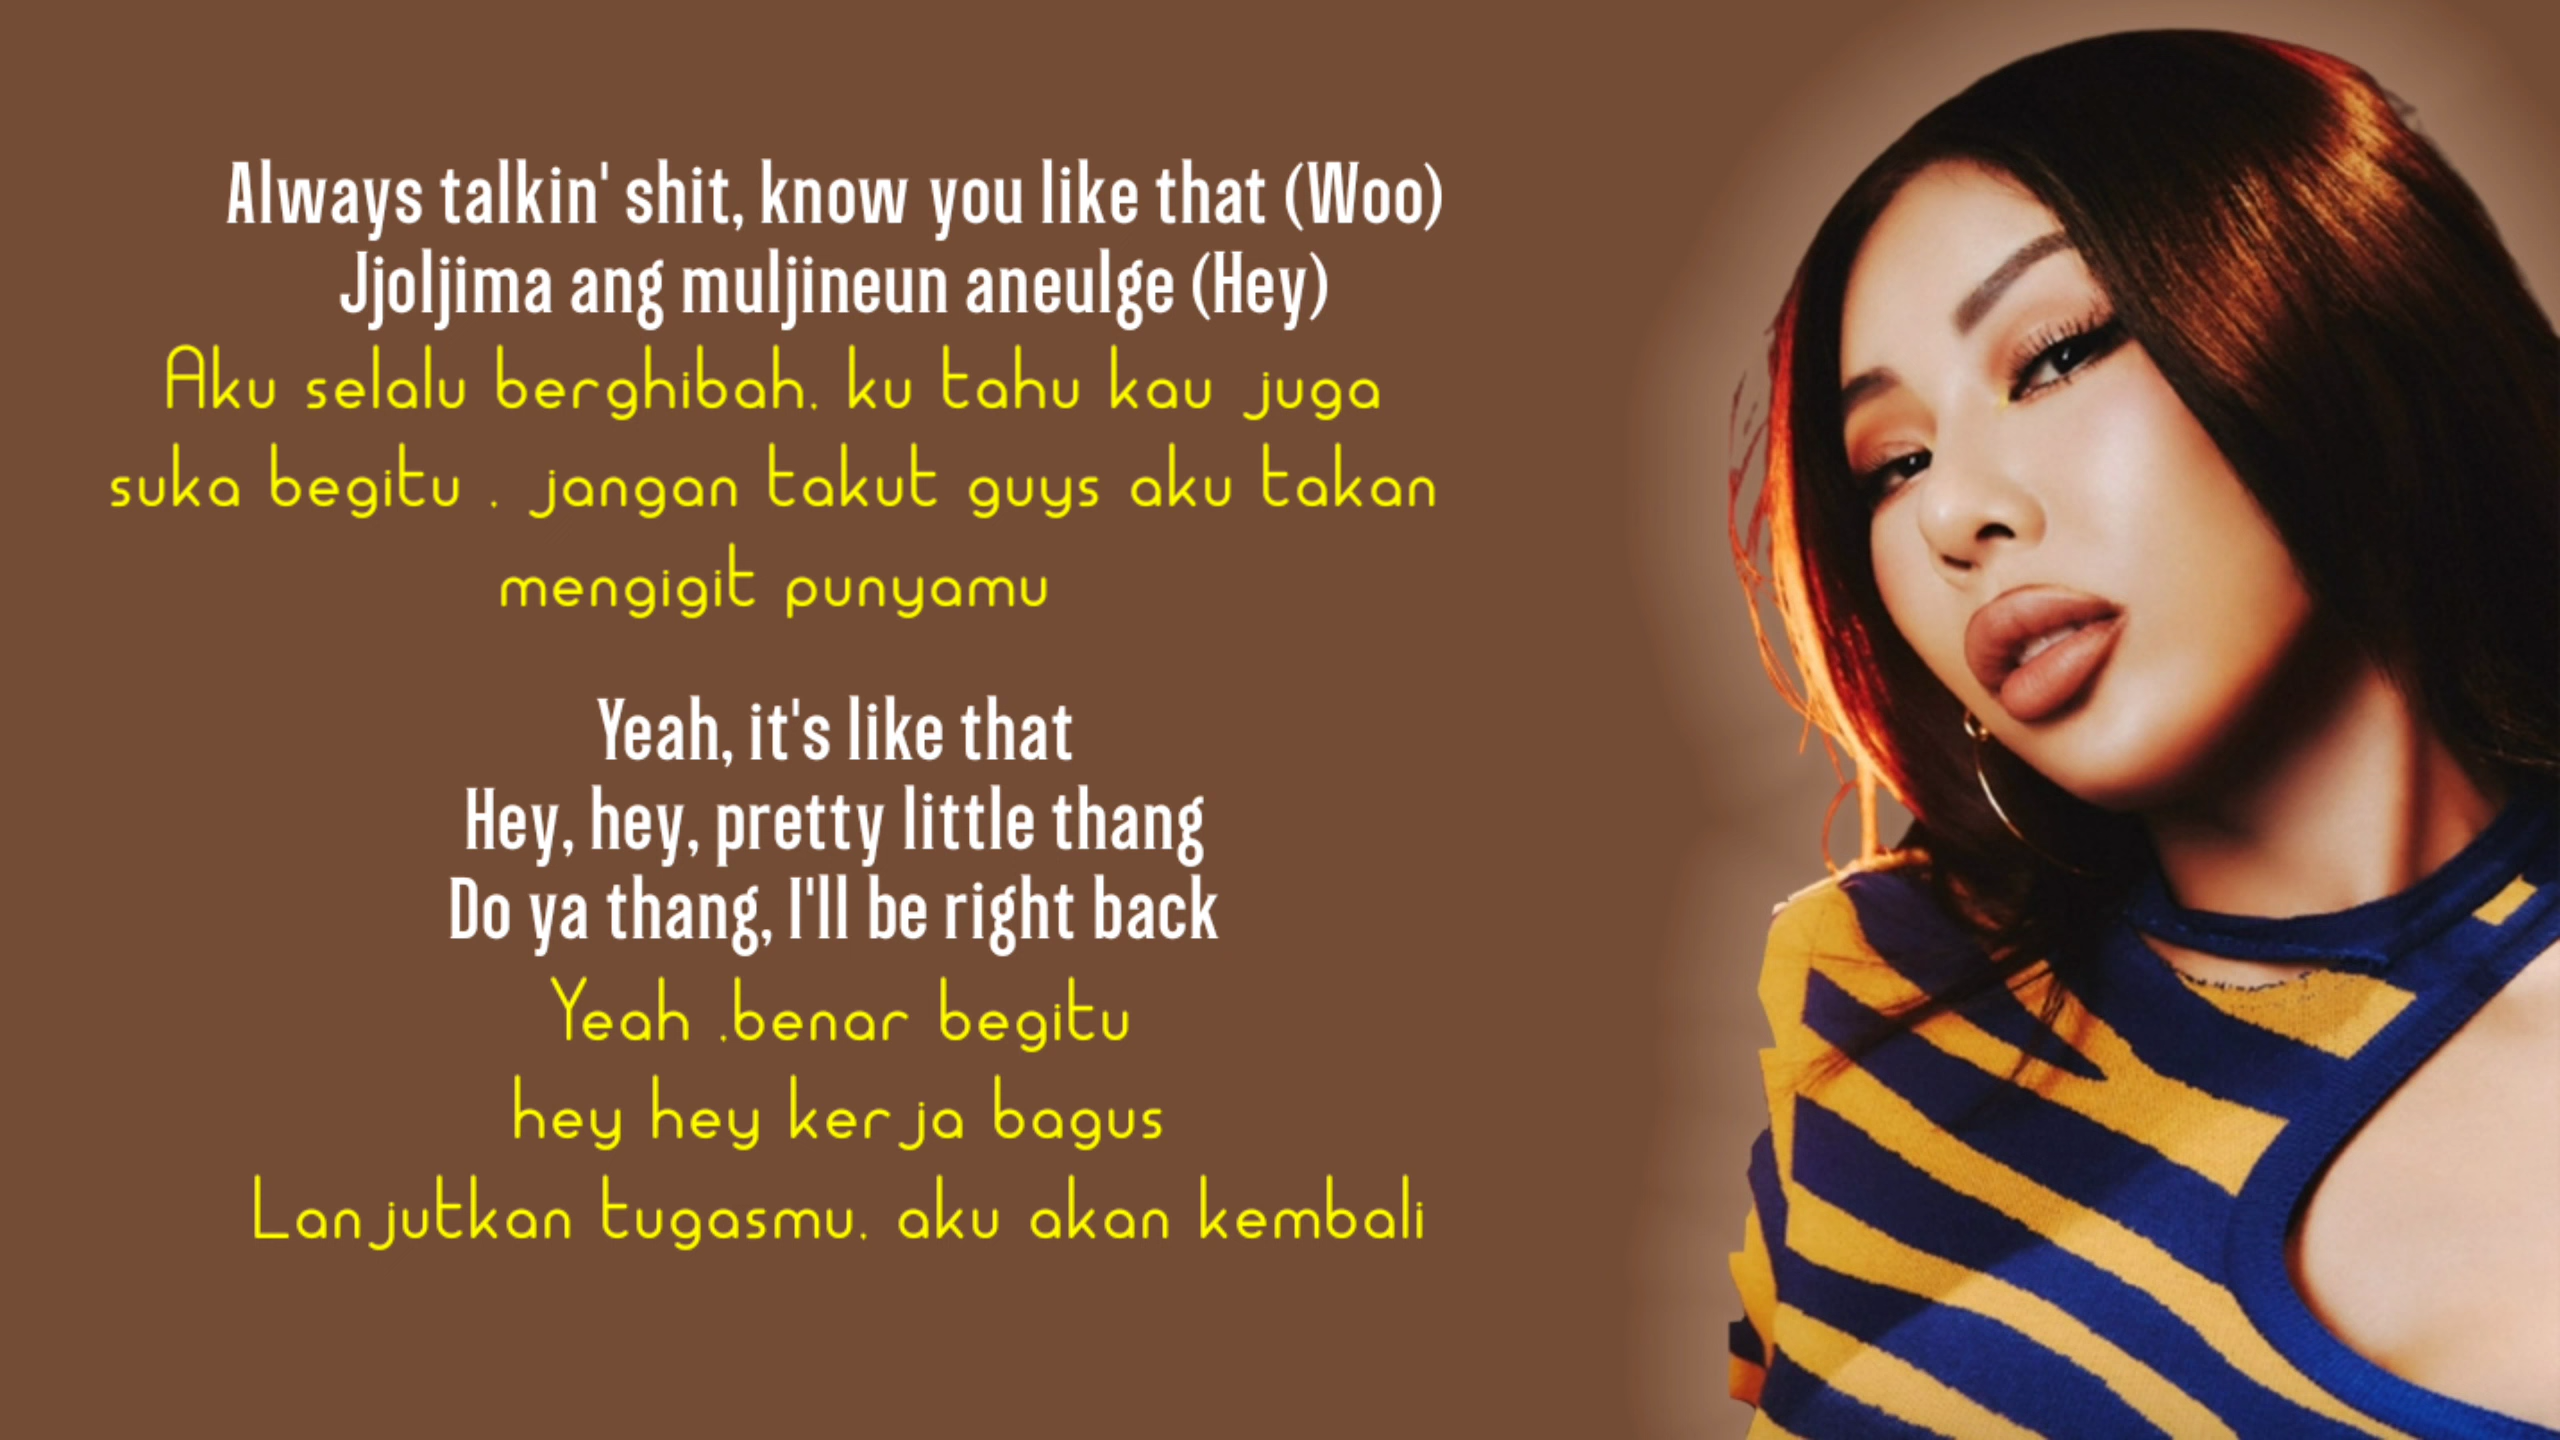 Always talkin' shit, know you like that (Woo)
Jjoljima ang muljineun aneulge (Hey)
Aku selalu berghibah, ku tahu kau juga
suka begitu , jangan takut guys aku takan
mengigit punyamu
Yeah, it's like that
Hey, hey, pretty little thang
Do ya thang, I'll be right back
Yeah ,benar begitu
hey hey kerja bagus
Lanjutkan tugasmu, aku akan kembali